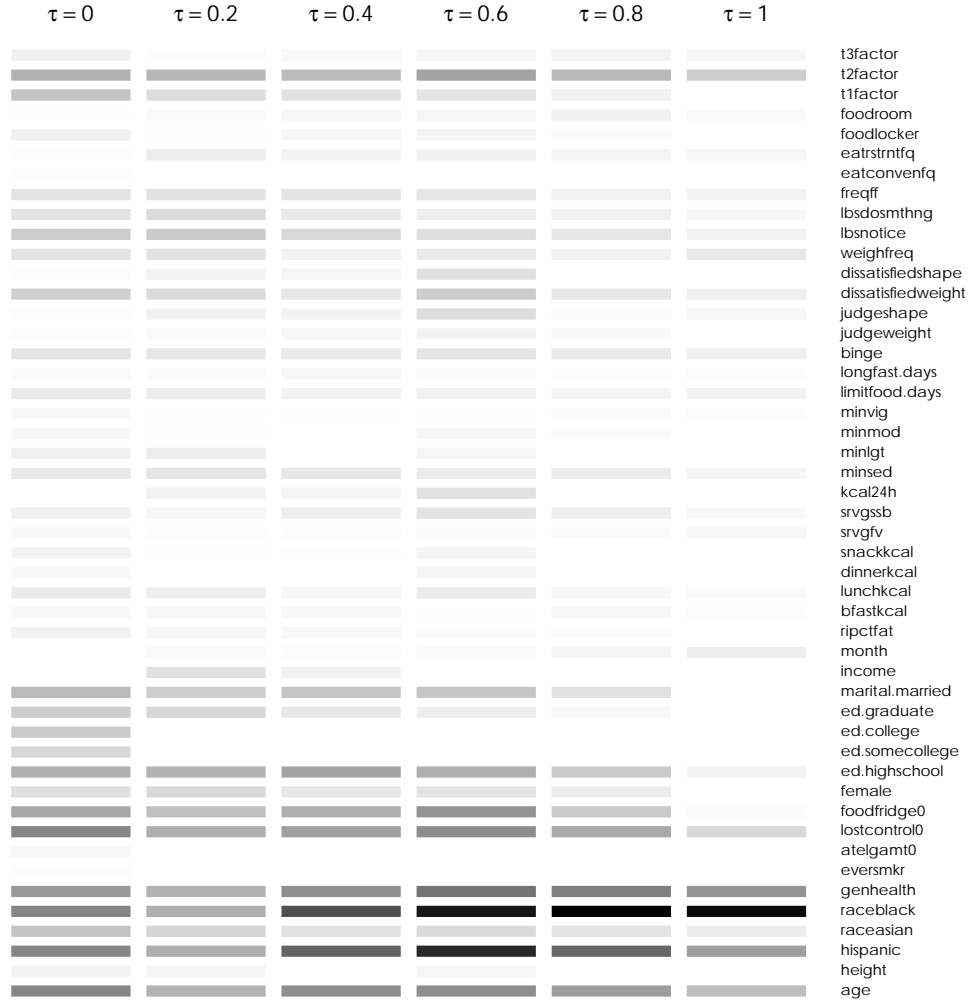 τ = 0 τ = 0.2 τ = 0.4 τ = 0.6 τ = 0.8 τ = 1
t3factor
t2factor
t1factor
foodroom
foodlocker
eatrstrntfq
eatconvenfq
freqff
lbsdosmthng
lbsnotice
weighfreq
dissatisfiedshape
dissatisfiedweight
judgeshape
judgeweight
binge
longfast.days
limitfood.days
minvig
minmod
minlgt
minsed
kcal24h
srvgssb
srvgfv
snackkcal
dinnerkcal
lunchkcal
bfastkcal
ripctfat
month
income
marital.married
ed.graduate
ed.college
ed.somecollege
ed.highschool
female
foodfridge0
lostcontrol0
atelgamt0
eversmkr
genhealth
raceblack
raceasian
hispanic
height
age